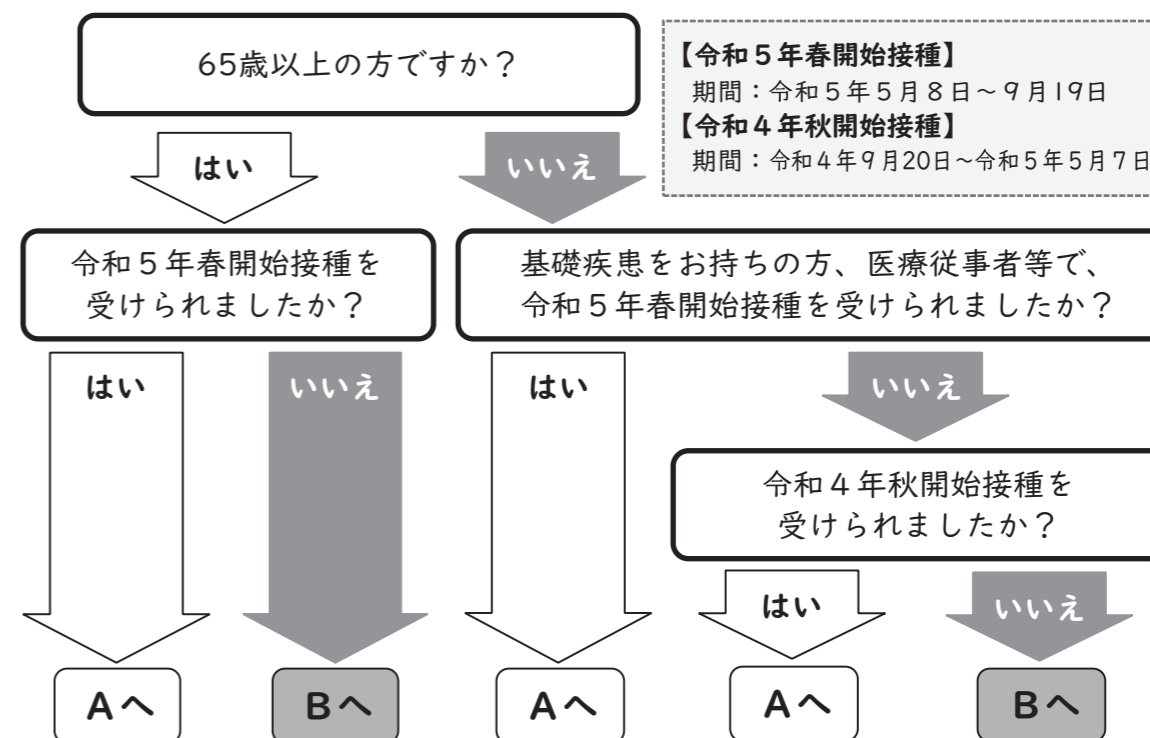 65歳以上の方ですか？
【令和５年春開始接種】
期間：令和５年５月８日～９月19日
【令和４年秋開始接種】
期間：令和４年９月20日~令和５年５月７日
はい
いいえ
令和５年春開始接種を
受けられましたか？
基礎疾患をお持ちの方、医療従事者等で、
令和５年春開始接種を受けられましたか？
はい
いいえ
はい
いいえ
令和４年秋開始接種を
受けられましたか？
はい
いいえ
Aへ
Bへ
Aへ
Aへ
Bへ